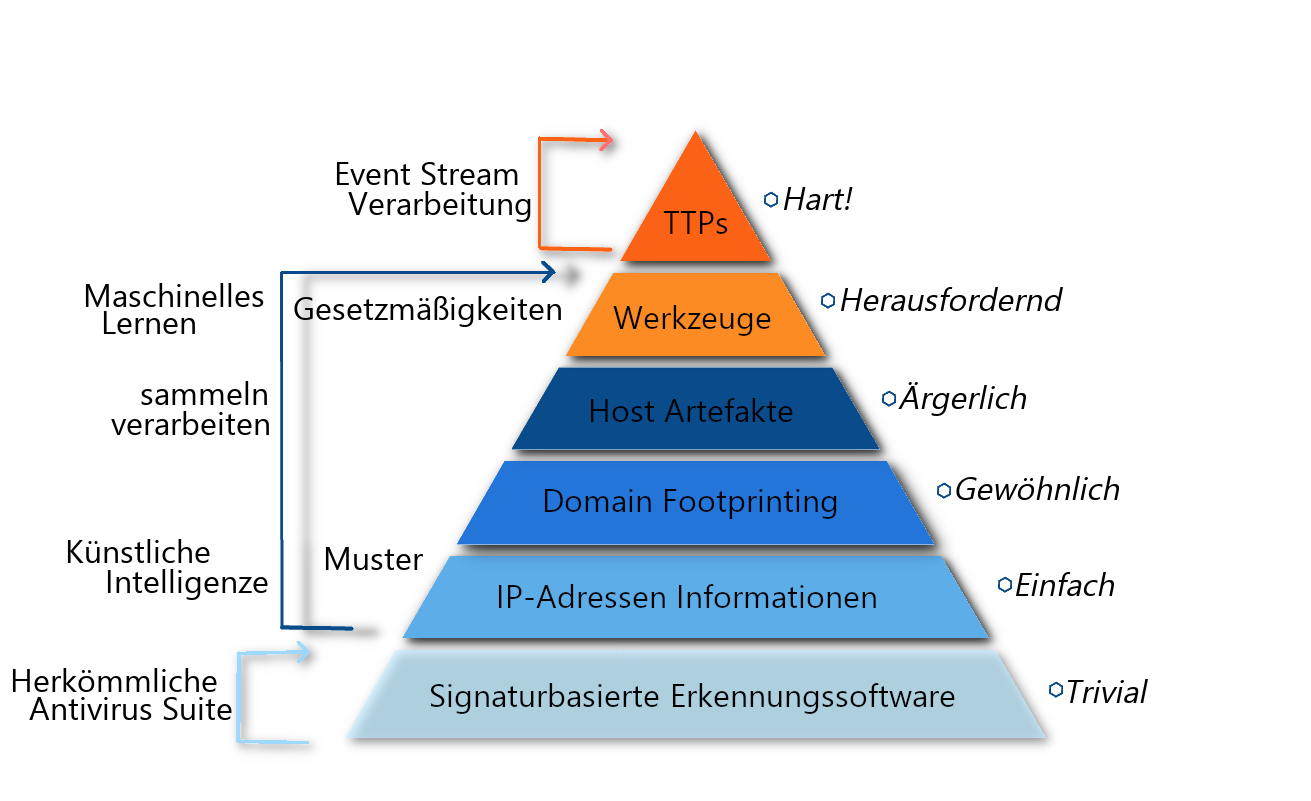 Event Stream
Verarbeitung
TTPs
Hart!
Maschinelles
Lernen
Gesetzmäßigkeiten
Werkzeuge
Herausfordernd
sammeln
verarbeiten
Host Artefakte
Ärgerlich
Domain Footprinting
Gewöhnlich
Künstliche
Intelligenze
Muster
IP-Adressen Informationen
Einfach
Herkömmliche
Antivirus Suite
Signaturbasierte Erkennungssoftware
Trivial